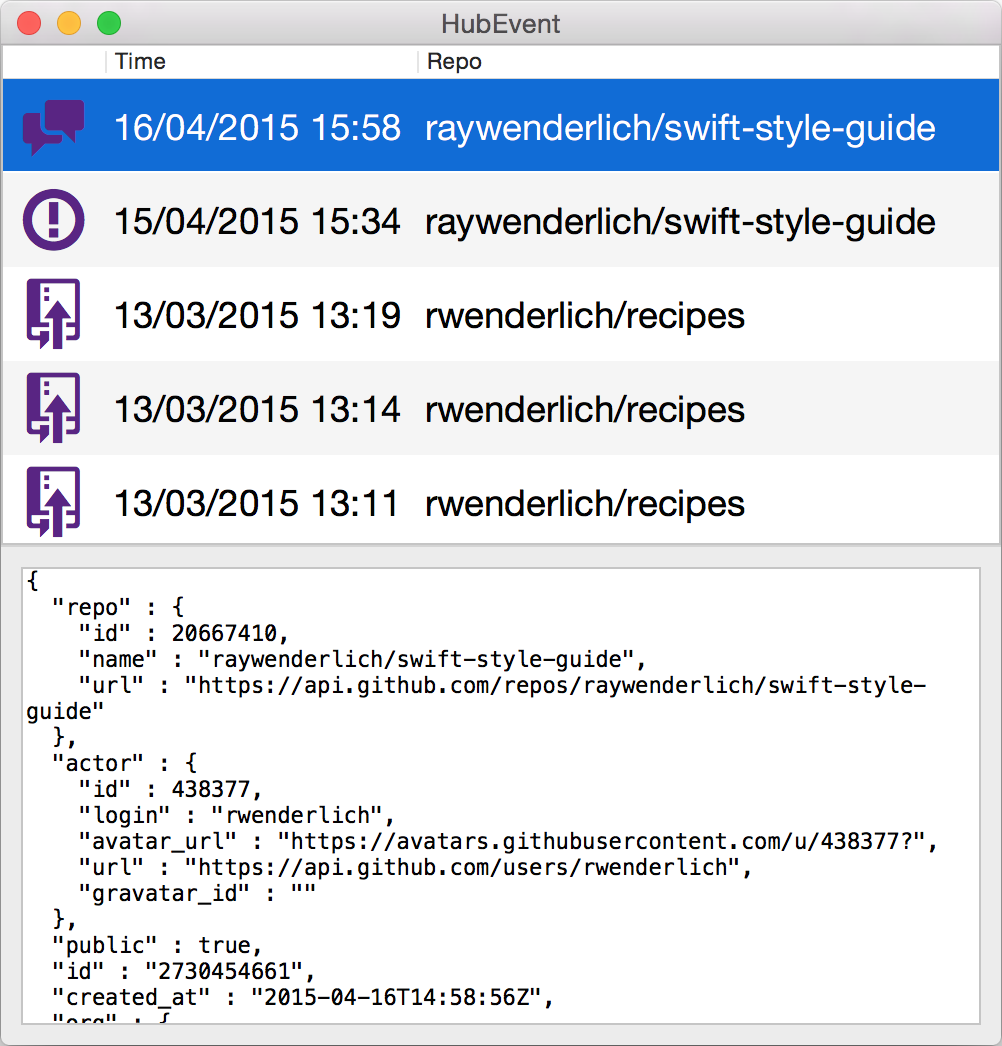 HubEvent
Time Repo
16/04/2015 15:58 raywenderlich/swift-style-guide
15/04/2015 15:34 raywenderlich/swift-style-guide
13/03/2015 13:19 rwenderlich/recipes
13/03/2015 13:14 rwenderlich/recipes
13/03/2015 13:11 rwenderlich/recipes
{
  "repo" : {
    "id" : 20667410,
    "name" : "raywenderlich/swift-style-guide",
    "url" : "https://api.github.com/repos/raywenderlich/swift-style-
guide"
  },
  "actor" : {
    "id" : 438377,
    "login" : "rwenderlich",
    "avatar_url" : "https://avatars.githubusercontent.com/u/438377?",
    "url" : "https://api.github.com/users/rwenderlich",
    "gravatar_id" : ""
  },
  "public" : true,
  "id" : "2730454661",
  "created_at" : "2015-04-16T14:58:56Z",
  "org" : {